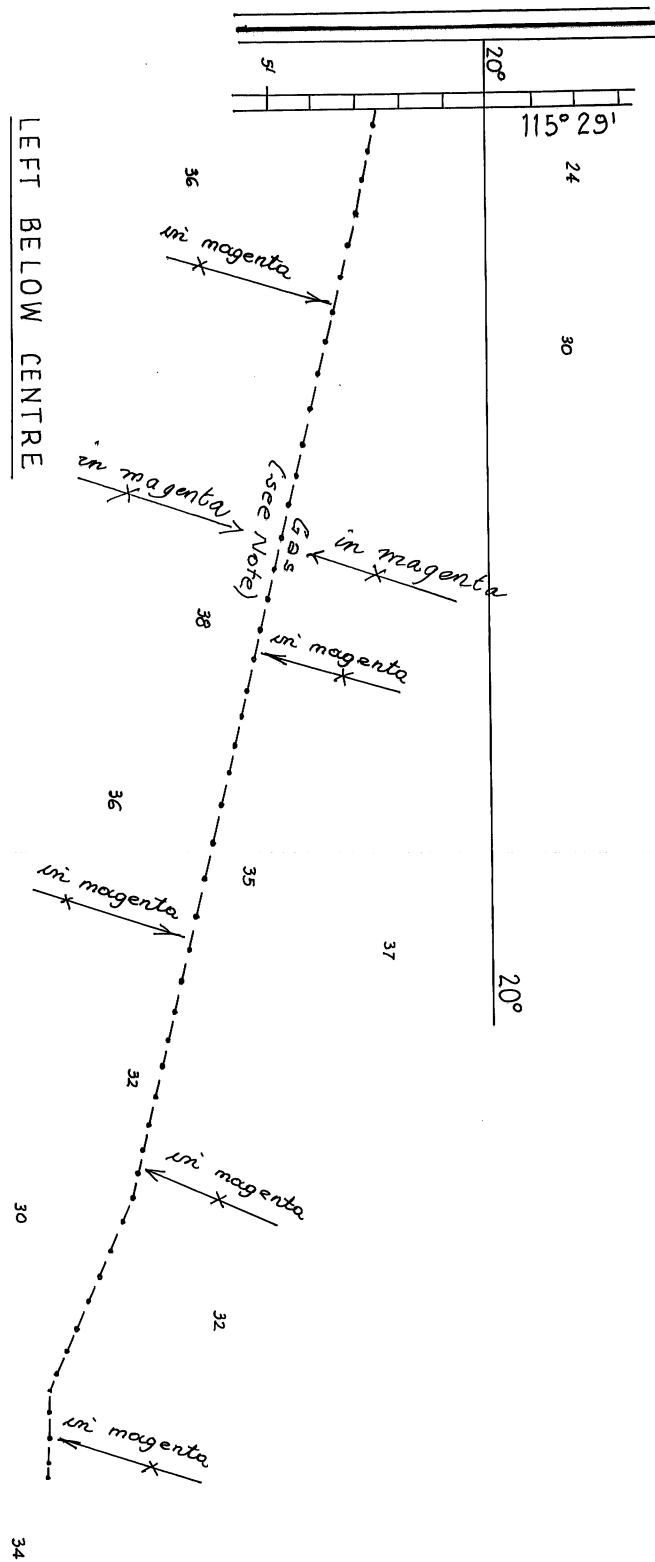 20°
5'
115° 29'
24
36
in magenta
30
in magenta
Gas
(see Note)
in magenta
38
in magenta
36
35
in magenta
37
20°
32
in magenta
30
32
in magenta
34
LEFT BELOW CENTRE